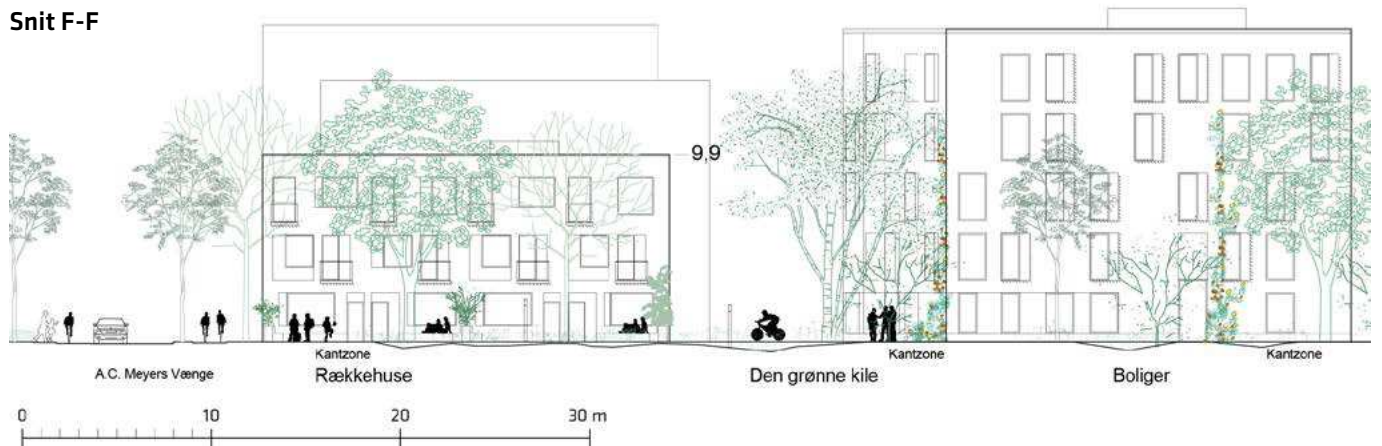 Snit F-F
9,9
Kantzone
Kantzone
Kantzone
A.C. Meyers Vænge
Rækkehuse
Den grønne kile
Boliger
0
10
20
30 m